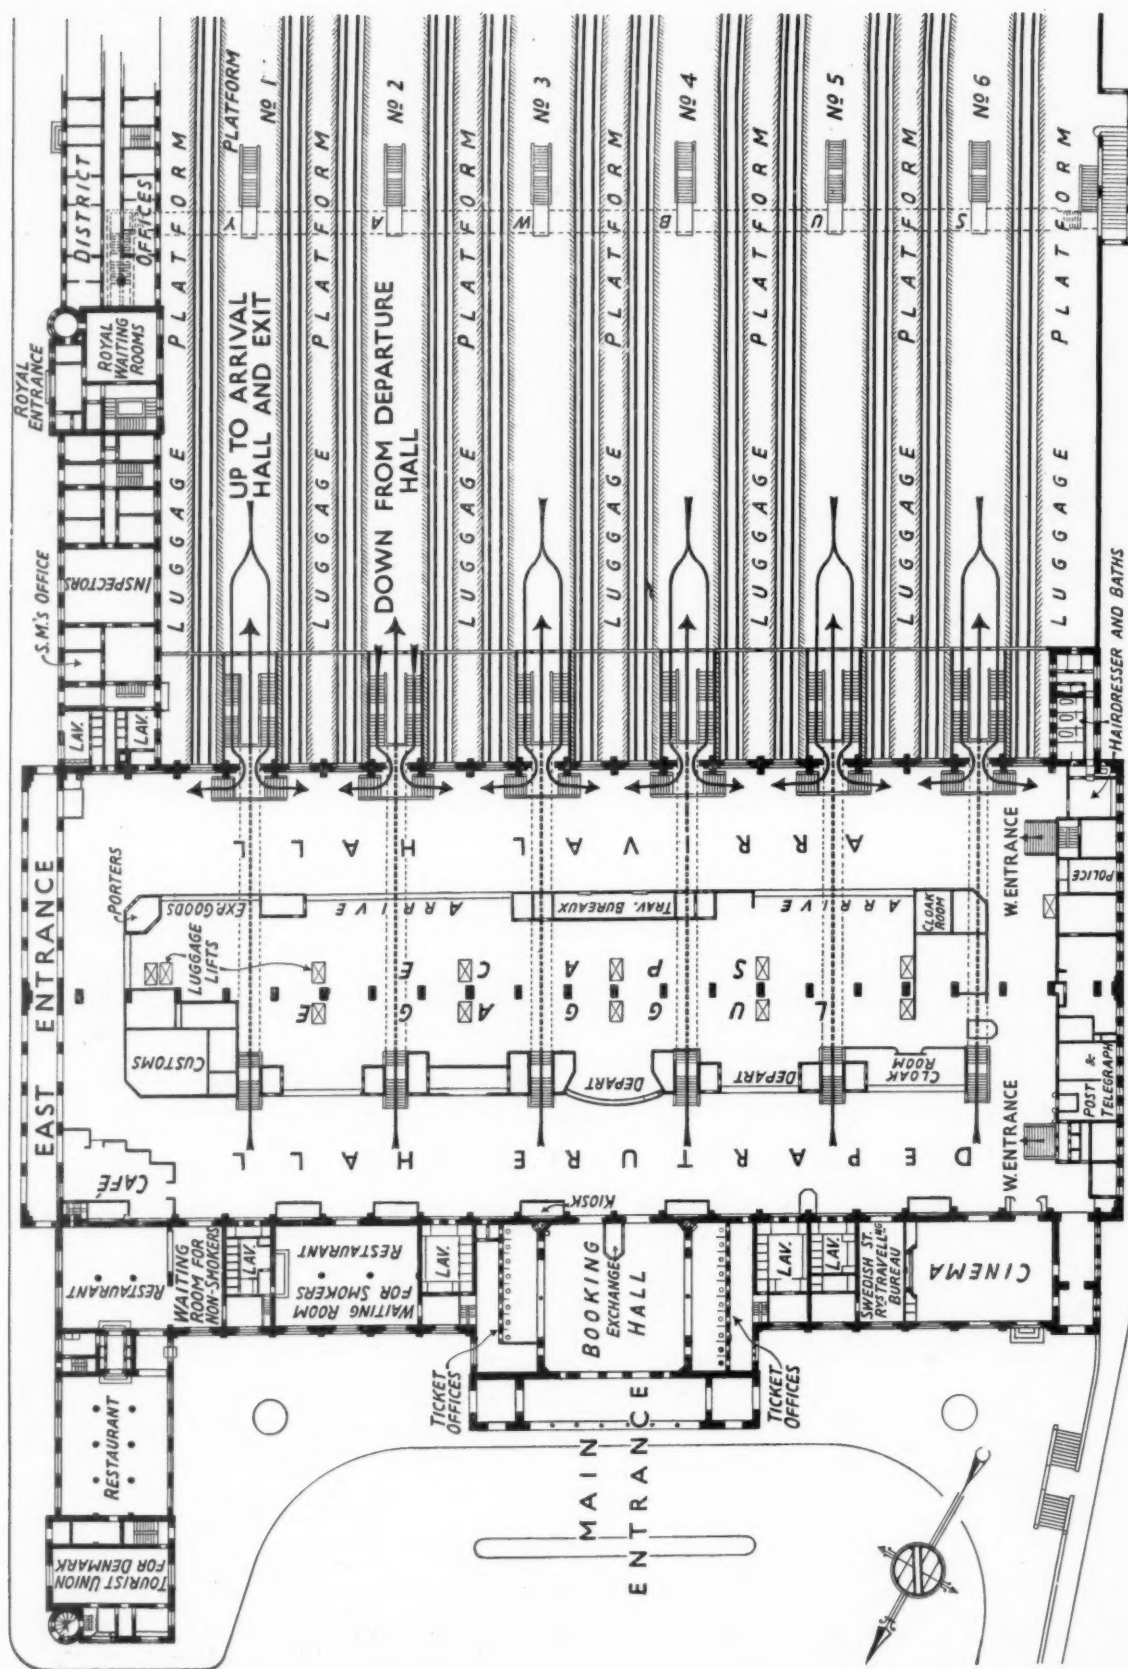 PLATFORM
No 1
No 2
No 3
No 4
No 5
No 6
DISTRICT
OFFICES
ROYAL
WAITING
ROOMS
ROYAL
ENTRANCE
INSPECTORS
S.M.'S OFFICE
LAV.
LAV.
LUGGAGE PLATFORM
LUGGAGE PLATFORM
LUGGAGE PLATFORM
LUGGAGE PLATFORM
LUGGAGE PLATFORM
LUGGAGE PLATFORM
LUGGAGE PLATFORM
Y
A
W
B
U
S
UP TO ARRIVAL
HALL AND EXIT
DOWN FROM DEPARTURE
HALL
HAIRDRESSER AND BATHS
EAST ENTRANCE
ARRIVAL HALL
PORTERS
EXP. GOODS
ARRIVE
TRAV. BUREAUX
ARRIVE
CLOAK
ROOM
W. ENTRANCE
POLICE
LUGGAGE
LIFTS
LUGGAGE
SPACE
CUSTOMS
DEPART
DEPART
CLOAK
ROOM
POST &
TELEGRAPH
W. ENTRANCE
DEPARTURE HALL
CAFÉ
KIOSK
RESTAURANT
WAITING
ROOM FOR
NON-SMOKERS
LAV.
RESTAURANT
WAITING ROOM
FOR SMOKERS
LAV.
BOOKING
EXCHANGE
HALL
LAV.
LAV.
SWEDISH ST.
RYS TRAVELLNG
BUREAU
CINEMA
TICKET
OFFICES
TICKET
OFFICES
RESTAURANT
TOURIST UNION
FOR DENMARK
MAIN
ENTRANCE